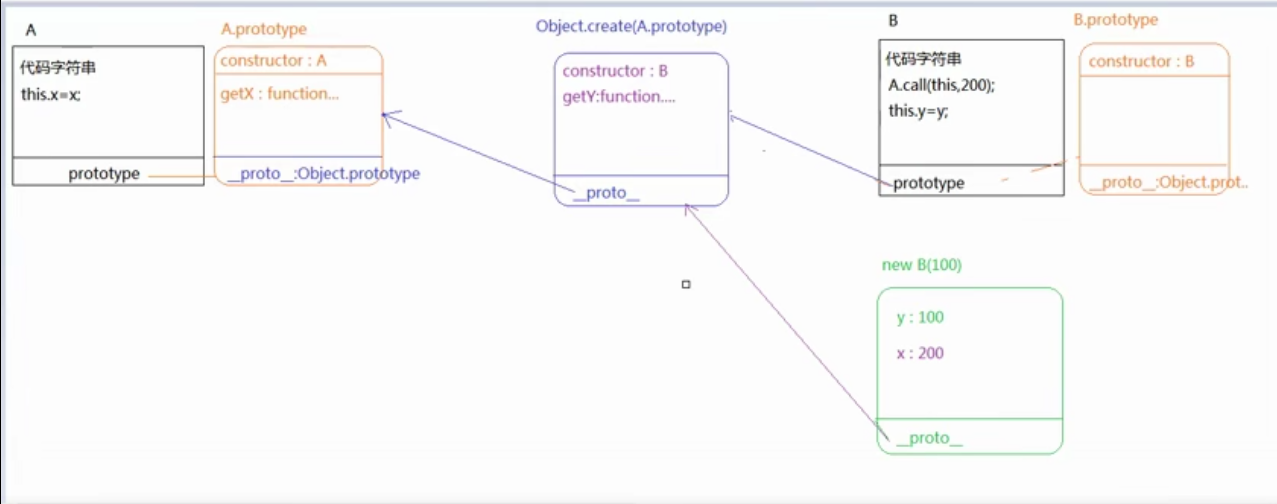 A
代码字符串
this.x=x;
prototype
A.prototype
constructor : A
getX : function...
__proto__:Object.prototype
Object.create(A.prototype)
constructor : B
getY:function....
__proto__
B
代码字符串
A.call(this,200);
this.y=y;
prototype
B.prototype
constructor : B
__proto__:Object.prot..
new B(100)
y : 100
x : 200
__proto__